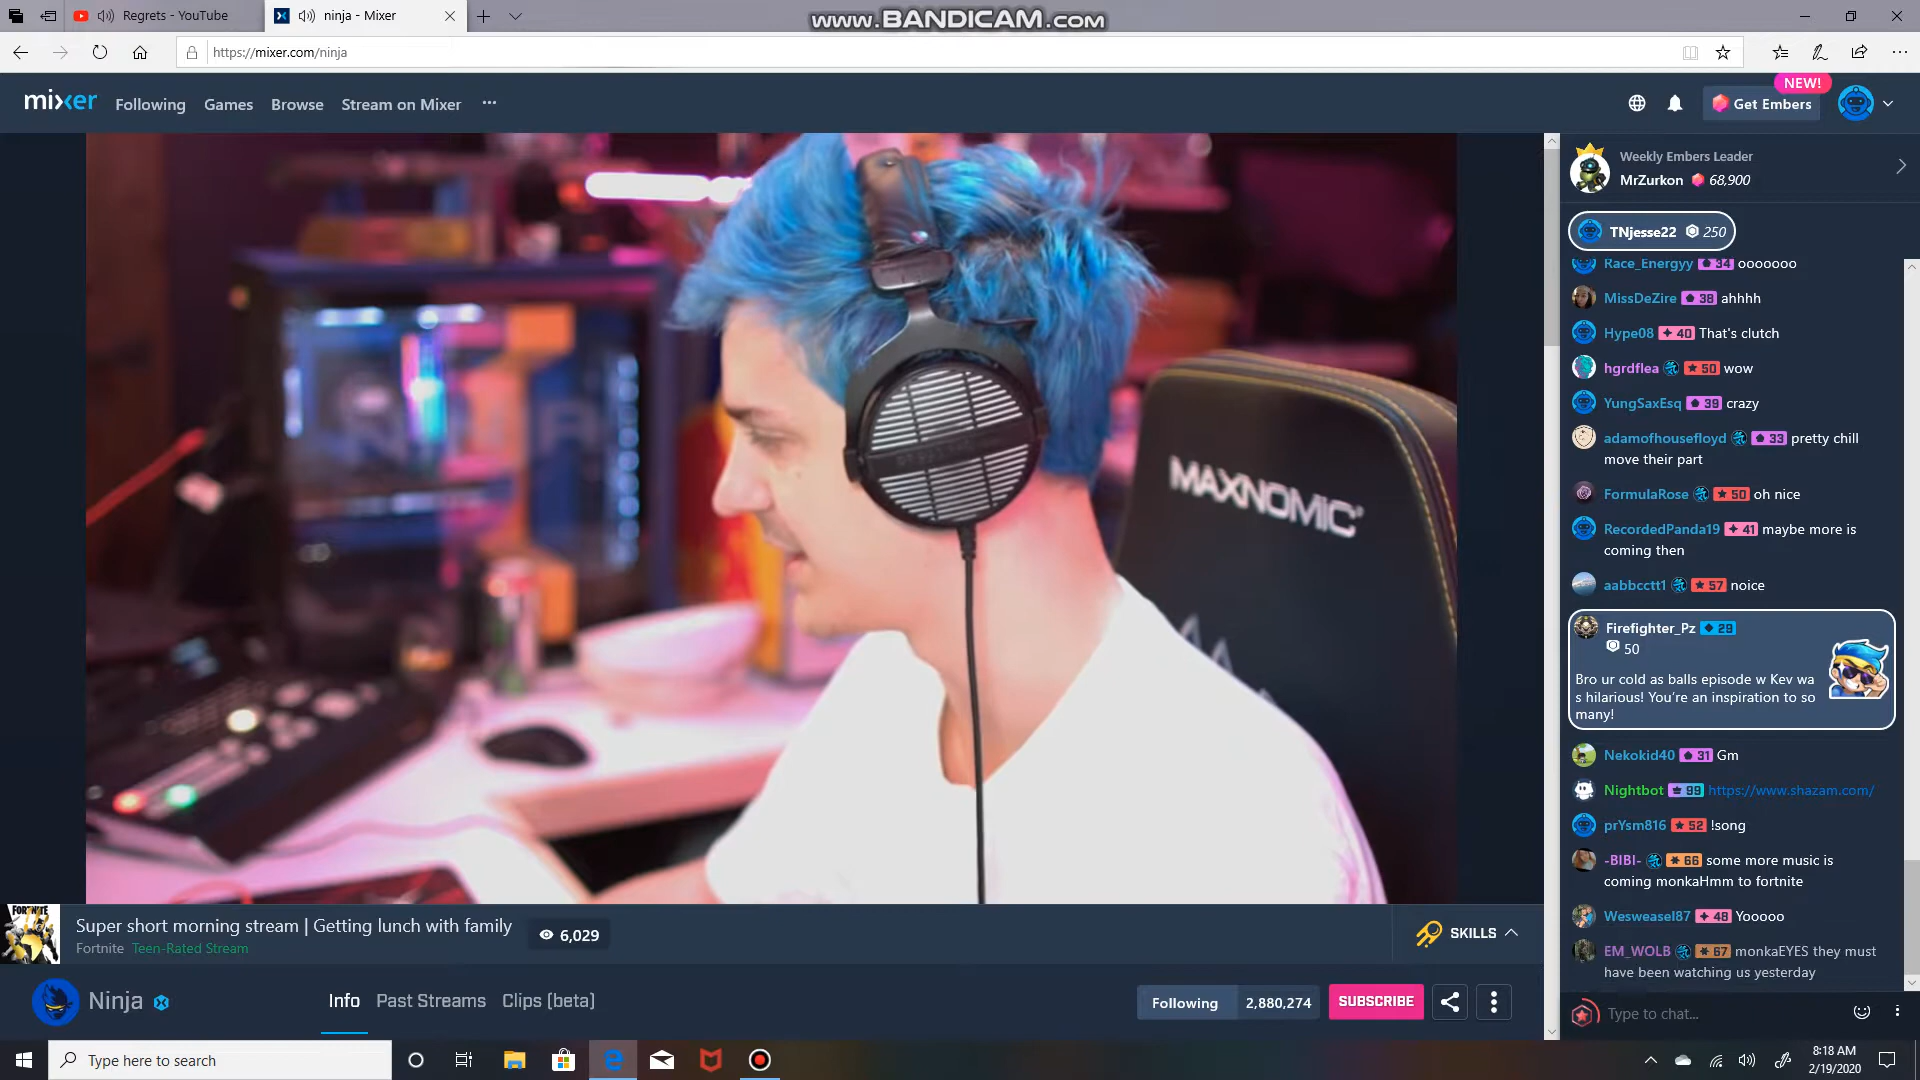 Regrets - YouTube
ninja - Mixer
www.BANDICAM.com
https://mixer.com/ninja
mixer
Following
Games
Browse
Stream on Mixer
NEW!
Get Embers
Weekly Embers Leader
MrZurkon 68,900
TNjesse22 250
Race_Energyy 34 ooooooo
MissDeZire 38 ahhhh
Hype08 40 That's clutch
hgrdflea 50 wow
YungSaxEsq 39 crazy
adamofhousefloyd 33 pretty chill
move their part
FormulaRose 50 oh nice
RecordedPanda19 41 maybe more is
coming then
aabbcctt1 57 noice
Firefighter_Pz 29
50
Bro ur cold as balls episode w Kev wa
s hilarious! You're an inspiration to so
many!
Nekokid40 31 Gm
Nightbot 99 https://www.shazam.com/
prYsm816 52 !song
-BIBI- 66 some more music is
coming monkaHmm to fortnite
Wesweasel87 48 Yooooo
EM_WOLB 67 monkaEYES they must
have been watching us yesterday
Type to chat...
MAXNOMIC
FORTNITE
Super short morning stream | Getting lunch with family
6,029
Fortnite Teen-Rated Stream
SKILLS
Ninja
Info
Past Streams
Clips (beta)
Following 2,880,274
SUBSCRIBE
Type here to search
8:18 AM
2/19/2020